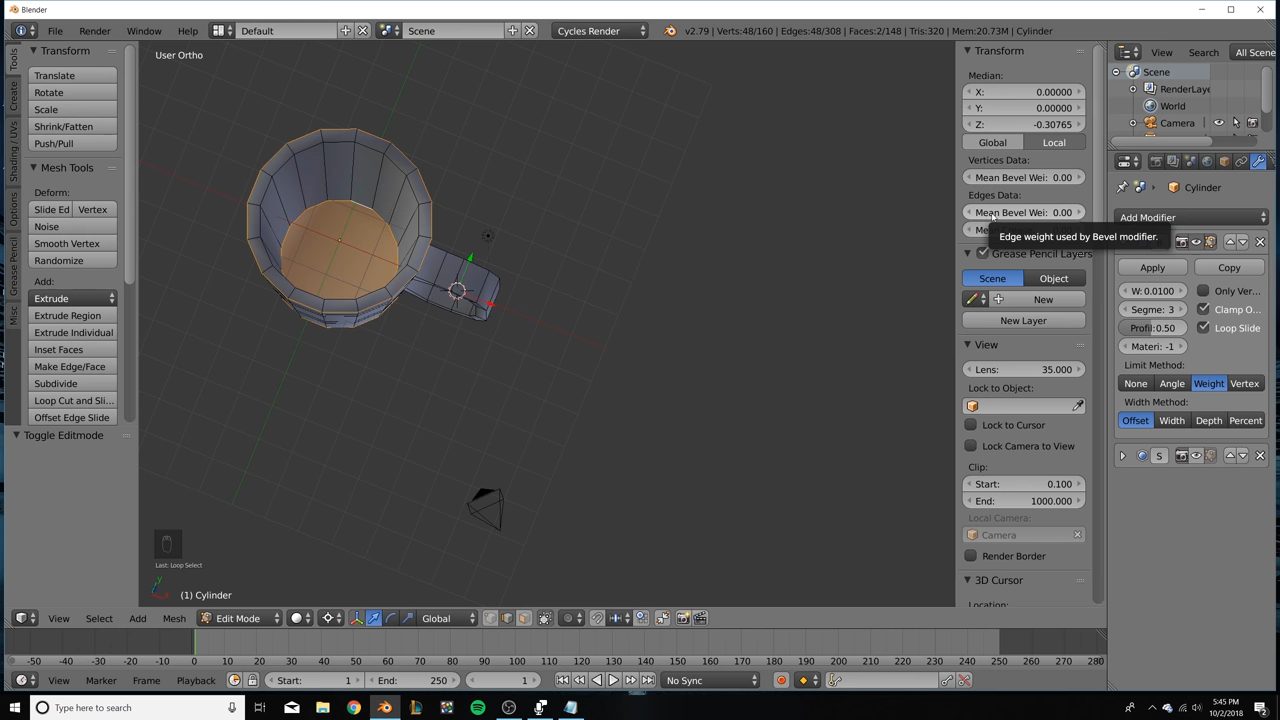 Blender
File Render Window Help Default Scene Cycles Render v2.79 | Verts:48/160 | Edges:48/308 | Faces:2/148 | Tris:320 | Mem:20.73M | Cylinder
Tools
Create
Shading / UVs
Options
Grease Pencil
Misc
Transform
Translate
Rotate
Scale
Shrink/Fatten
Push/Pull
Mesh Tools
Deform:
Slide Ed Vertex
Noise
Smooth Vertex
Randomize
Add:
Extrude
Extrude Region
Extrude Individual
Inset Faces
Make Edge/Face
Subdivide
Loop Cut and Sli...
Offset Edge Slide
Toggle Editmode
User Ortho
Last: Loop Select
y
x
(1) Cylinder
Transform
Median:
X: 0.00000
Y: 0.00000
Z: -0.30765
Global Local
Vertices Data:
Mean Bevel Wei: 0.00
Edges Data:
Mean Bevel Wei: 0.00
Edge weight used by Bevel modifier.
Grease Pencil Layers
Scene Object
New
New Layer
View
Lens: 35.000
Lock to Object:
Lock to Cursor
Lock Camera to View
Clip:
Start: 0.100
End: 1000.000
Local Camera:
Camera
Render Border
3D Cursor
Location:
View Search All Scene
Scene
RenderLaye
World
Camera
Cylinder
Add Modifier
Apply Copy
W: 0.0100 Only Ver...
Segme: 3 Clamp O...
Profil:0.50 Loop Slide
Materi: -1
Limit Method:
None Angle Weight Vertex
Width Method:
Offset Width Depth Percent
S
View Select Add Mesh Edit Mode Global
-50 -40 -30 -20 -10 0 10 20 30 40 50 60 70 80 90 100 110 120 130 140 150 160 170 180 190 200 210 220 230 240 250 260 270 280
View Marker Frame Playback Start: 1 End: 250 1 No Sync
Type here to search
5:45 PM
10/2/2018
2